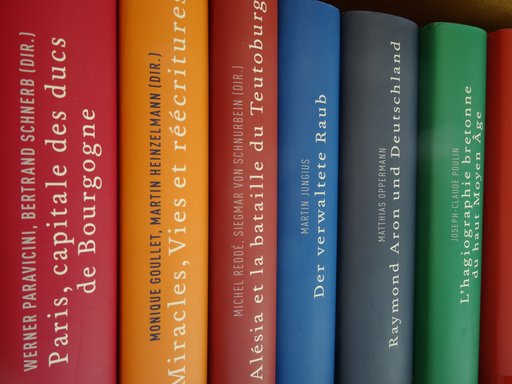 WERNER PARAVICINI, BERTRAND SCHNERB (DIR.)
Paris, capitale des ducs
de Bourgogne
MONIQUE GOULLET, MARTIN HEINZELMANN (DIR.)
Miracles, Vies et réécritures
MICHEL REDDÉ, SIEGMAR VON SCHNURBEIN (DIR.)
Alésia et la bataille du Teutoburg
MARTIN JUNGIUS
Der verwaltete Raub
MATTHIAS OPPERMANN
Raymond Aron und Deutschland
JOSEPH-CLAUDE POULIN
L'hagiographie bretonne
du haut Moyen Âge